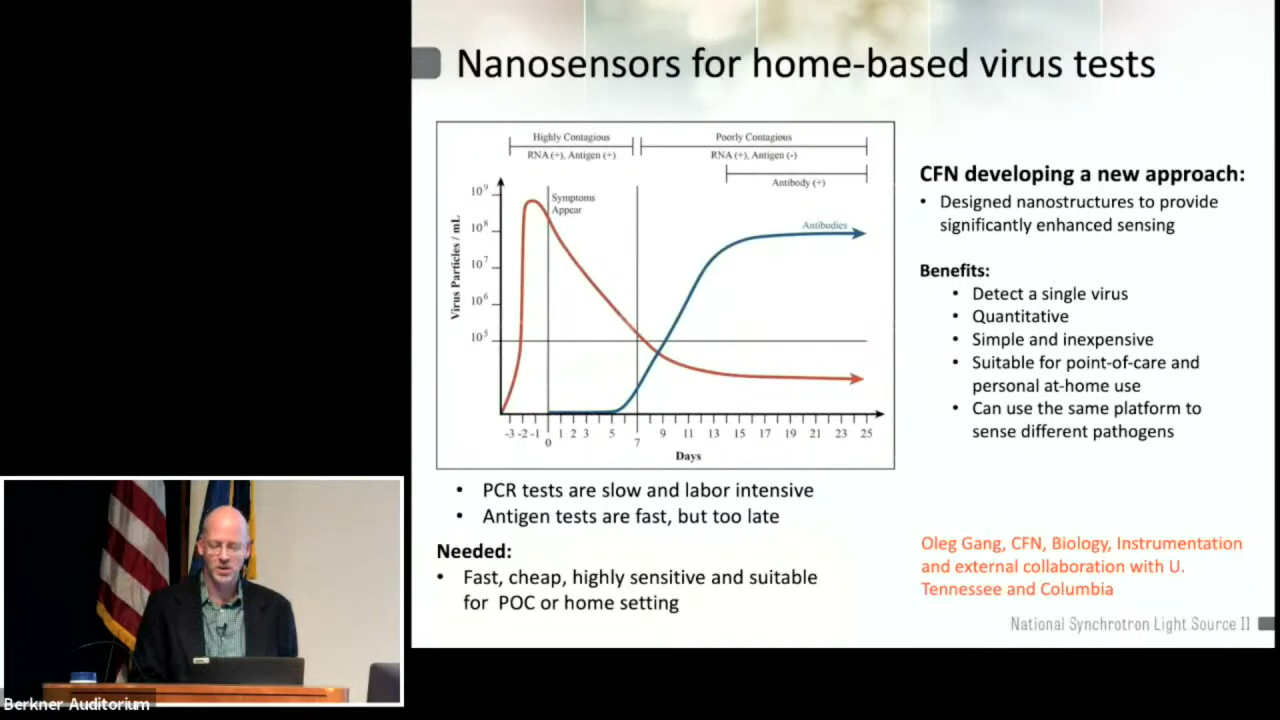 Nanosensors for home-based virus tests
Highly Contagious
Poorly Contagious
RNA (+), Antigen (+)
RNA (+), Antigen (-)
Antibody (+)
Symptoms
Appear
Antibodies
Virus Particles / mL
10⁹
10⁸
10⁷
10⁶
10⁵
-3 -2 -1 0 1 2 3 5 7 9 11 13 15 17 19 21 23 25
Days
• PCR tests are slow and labor intensive
• Antigen tests are fast, but too late
Needed:
• Fast, cheap, highly sensitive and suitable
for POC or home setting
CFN developing a new approach:
• Designed nanostructures to provide
significantly enhanced sensing
Benefits:
• Detect a single virus
• Quantitative
• Simple and inexpensive
• Suitable for point-of-care and
personal at-home use
• Can use the same platform to
sense different pathogens
Oleg Gang, CFN, Biology, Instrumentation
and external collaboration with U.
Tennessee and Columbia
National Synchrotron Light Source II
Berkner Auditorium